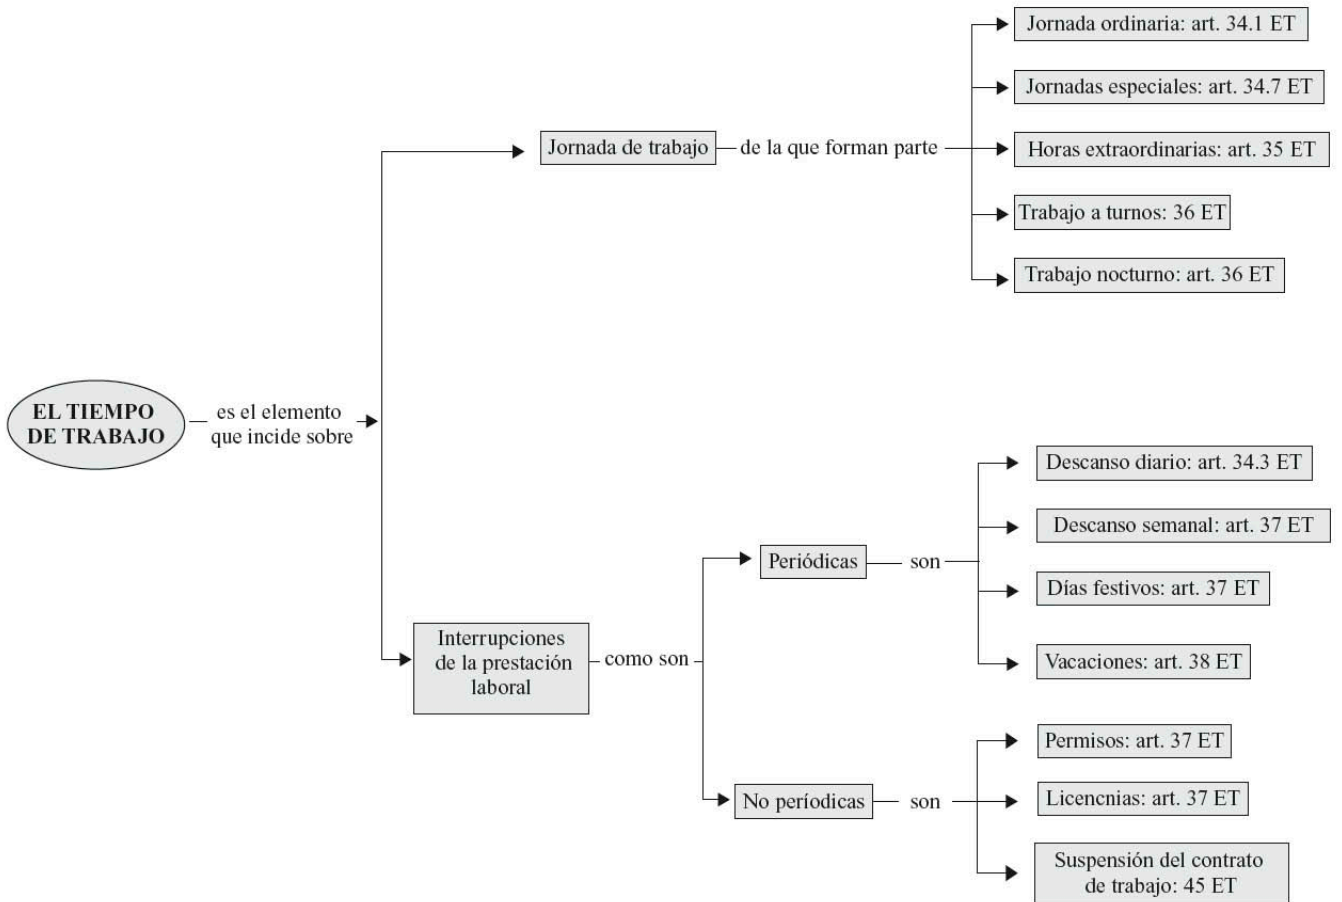 EL TIEMPO
DE TRABAJO
es el elemento
que incide sobre
Jornada de trabajo
de la que forman parte
Jornada ordinaria: art. 34.1 ET
Jornadas especiales: art. 34.7 ET
Horas extraordinarias: art. 35 ET
Trabajo a turnos: 36 ET
Trabajo nocturno: art. 36 ET
Interrupciones
de la prestación
laboral
como son
Periódicas
son
Descanso diario: art. 34.3 ET
Descanso semanal: art. 37 ET
Días festivos: art. 37 ET
Vacaciones: art. 38 ET
No períodicas
son
Permisos: art. 37 ET
Licencnias: art. 37 ET
Suspensión del contrato
de trabajo: 45 ET